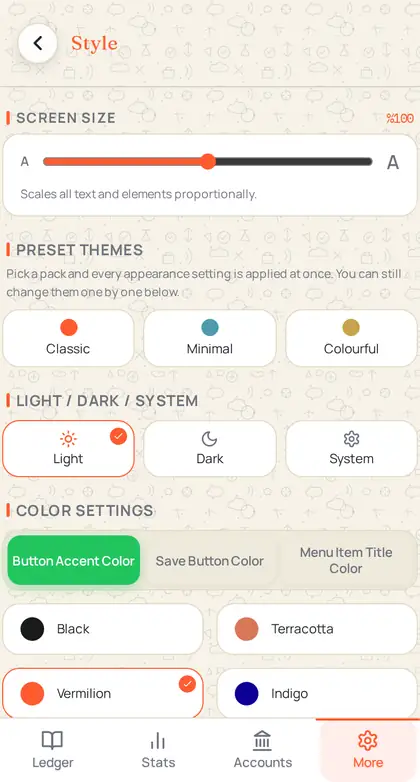 Style
SCREEN SIZE
%100
A
A
Scales all text and elements proportionally.
PRESET THEMES
Pick a pack and every appearance setting is applied at once. You can still
change them one by one below.
Classic
Minimal
Colourful
LIGHT / DARK / SYSTEM
Light
Dark
System
COLOR SETTINGS
Button Accent Color
Save Button Color
Menu Item Title
Color
Black
Terracotta
Vermilion
Indigo
Ledger
Stats
Accounts
More